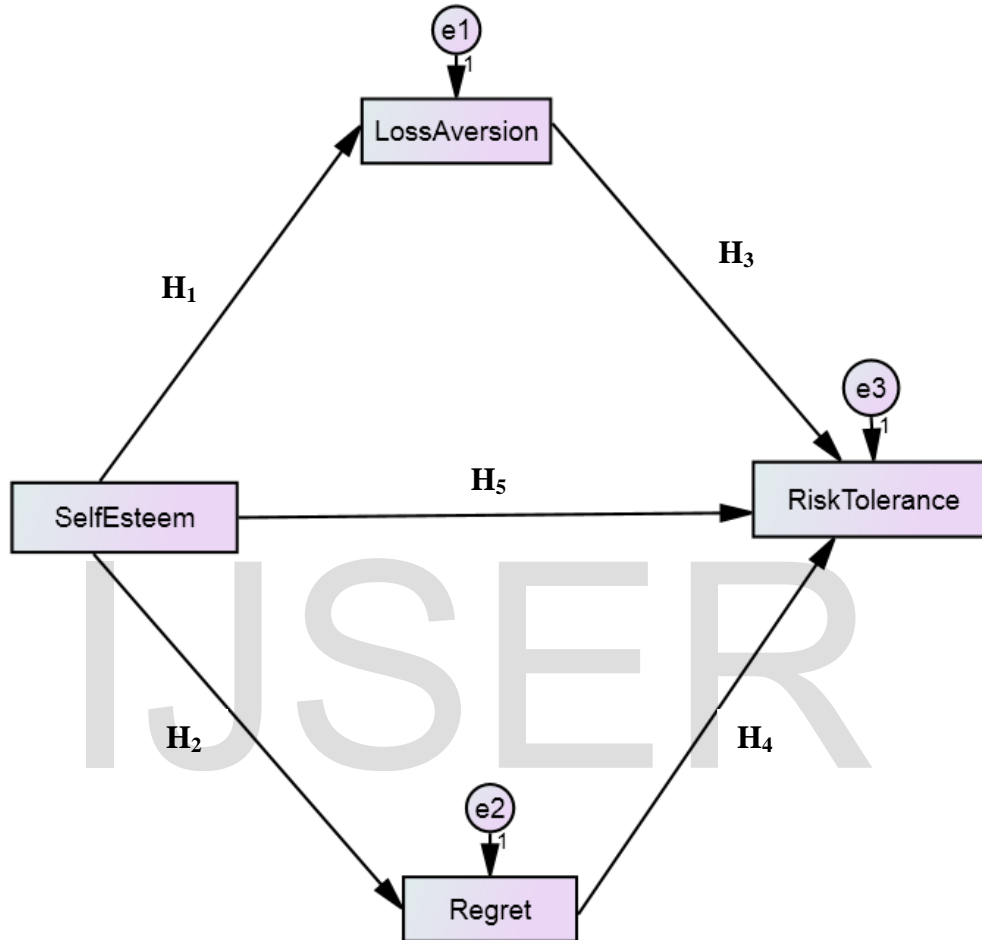 e1
1
LossAversion
H₁
H₃
e3
1
H₅
RiskTolerance
SelfEsteem
IJSER
H₂
H₄
e2
1
Regret